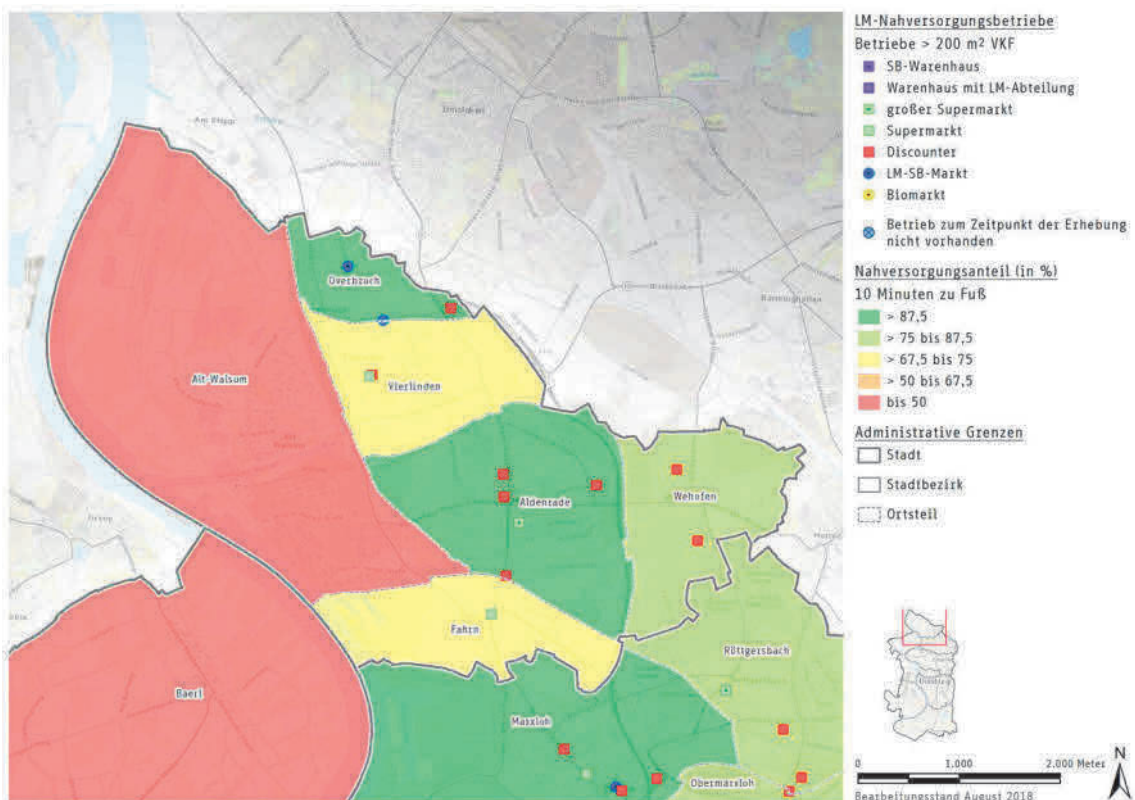 LM-Nahversorgungsbetriebe
Betriebe > 200 m² VKF
SB-Warenhaus
Warenhaus mit LM-Abteilung
großer Supermarkt
Supermarkt
Discounter
LM-SB-Markt
Biomarkt
Betrieb zum Zeitpunkt der Erhebung
nicht vorhanden
Nahversorgungsanteil (in %)
10 Minuten zu Fuß
> 87,5
> 75 bis 87,5
> 67,5 bis 75
> 50 bis 67,5
bis 50
Administrative Grenzen
Stadt
Stadtbezirk
Ortsteil
Dinslaken
Overbruch
Alt-Walsum
Vierlinden
Aldenrade
Wehofen
Fahrn
Röttgersbach
Baerl
Marxloh
Obermarxloh
N
0 1.000 2.000 Meter
Bearbeitungsstand August 2018